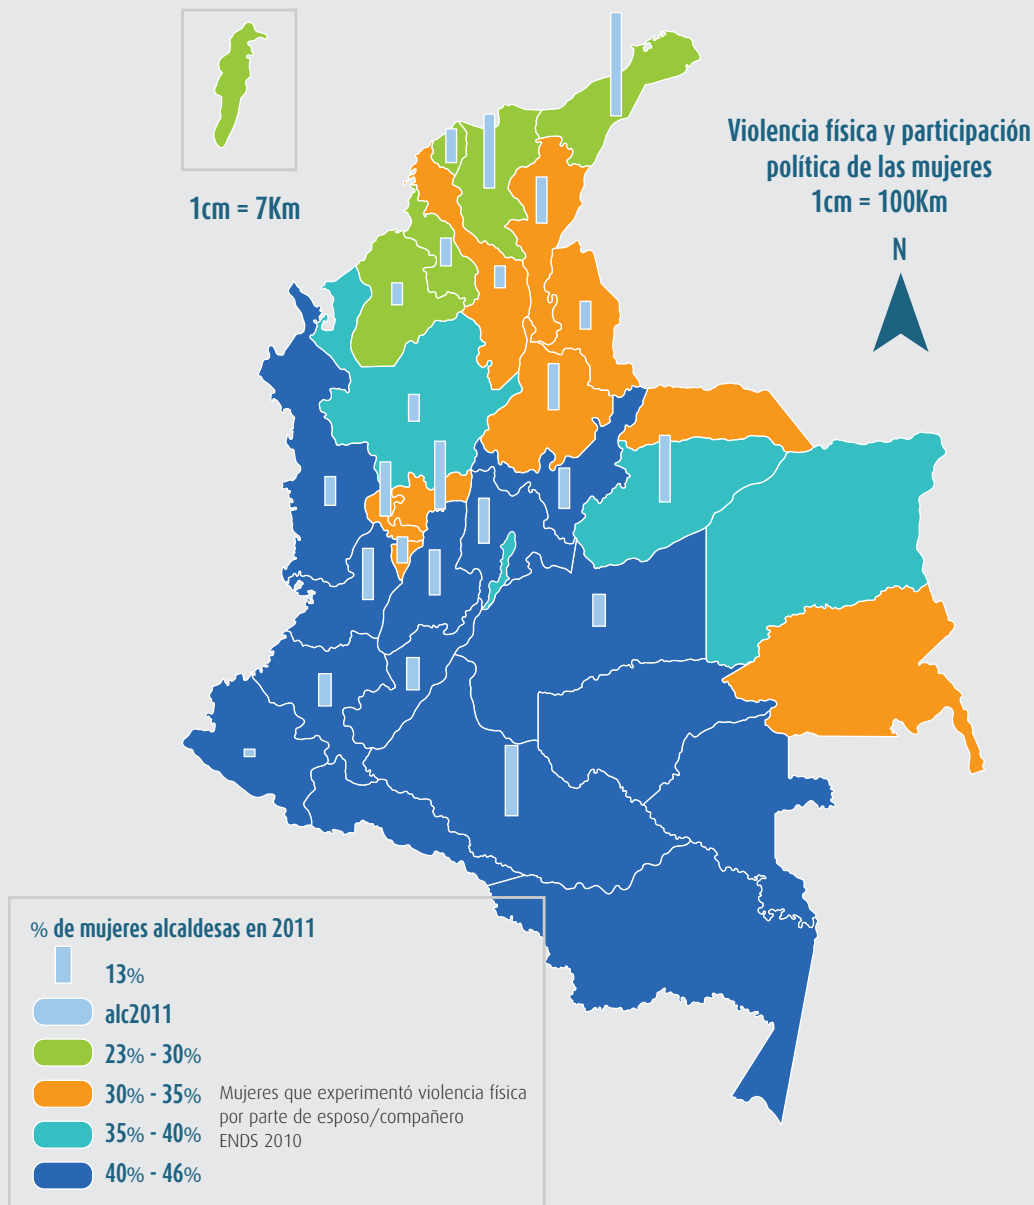 1cm = 7Km
Violencia física y participación
política de las mujeres
1cm = 100Km
N
% de mujeres alcaldesas en 2011
13%
alc2011
23% - 30%
30% - 35%
35% - 40%
40% - 46%
Mujeres que experimentó violencia física
por parte de esposo/compañero
ENDS 2010